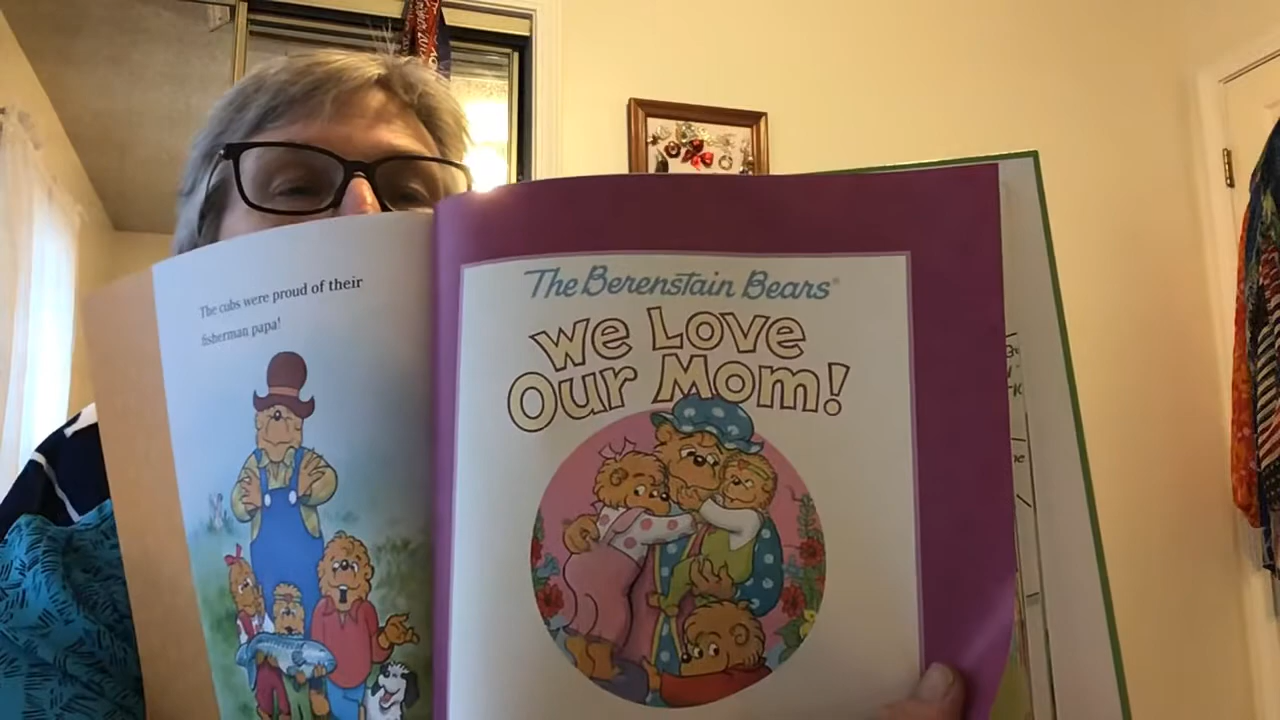 The cubs were proud of their
fisherman papa!
The Berenstain Bears®
We Love
Our Mom!